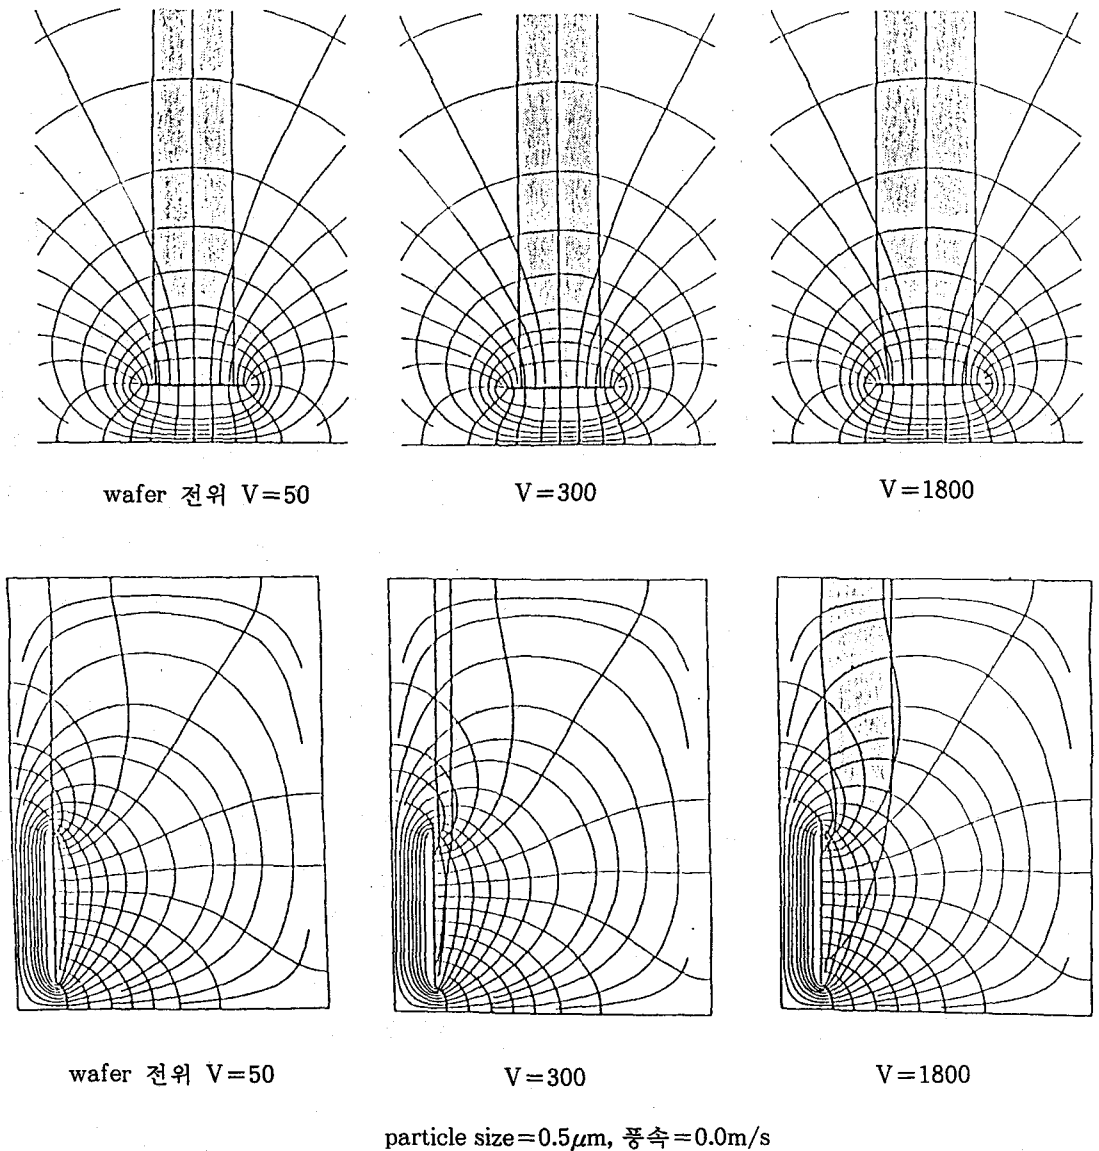 wafer 전위 V=50
V=300
V=1800
wafer 전위 V=50
V=300
V=1800
particle size=0.5μm, 풍속=0.0m/s